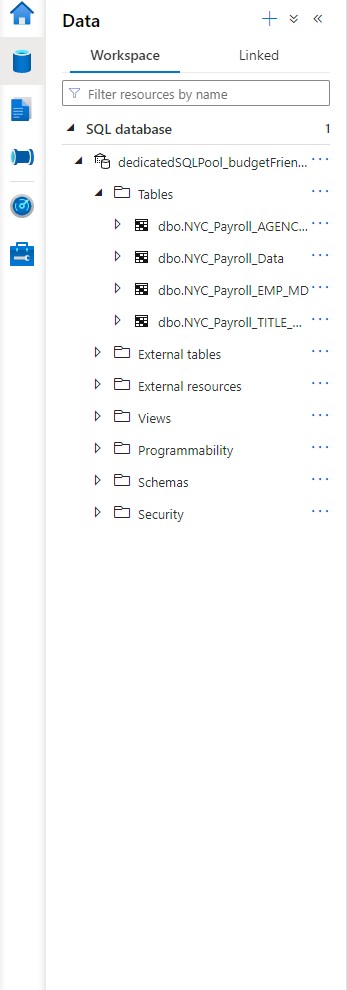 Data
Workspace Linked
Filter resources by name
SQL database 1
dedicatedSQLPool_budgetFrien...
Tables
dbo.NYC_Payroll_AGENC...
dbo.NYC_Payroll_Data
dbo.NYC_Payroll_EMP_MD
dbo.NYC_Payroll_TITLE_...
External tables
External resources
Views
Programmability
Schemas
Security